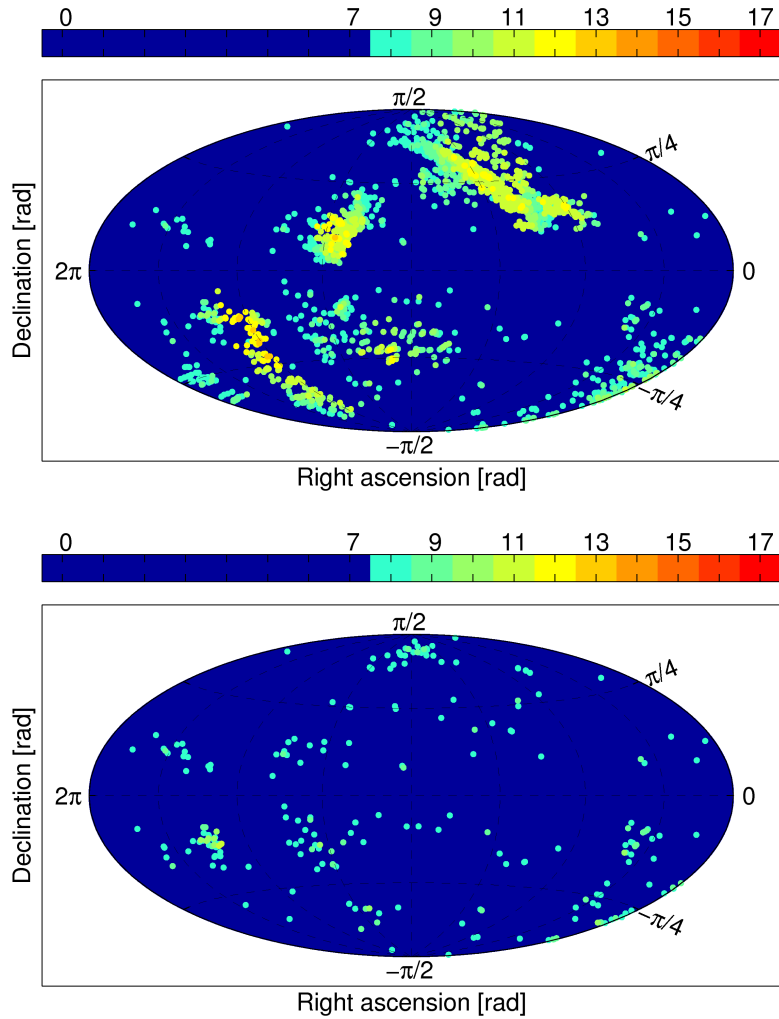 0 7 9 11 13 15 17
π/2
π/4
Declination [rad]
2π
0
−π/4
−π/2
Right ascension [rad]
0 7 9 11 13 15 17
π/2
π/4
Declination [rad]
2π
0
−π/4
−π/2
Right ascension [rad]